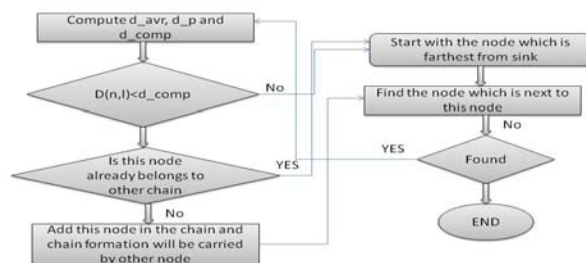 Compute d_avr, d_p and
d_comp
D(n,l)<d_comp
No
Is this node
already belongs to
other chain
YES
No
Add this node in the chain and
chain formation will be carried
by other node
Start with the node which is
farthest from sink
Find the node which is next to
this node
No
YES
Found
END